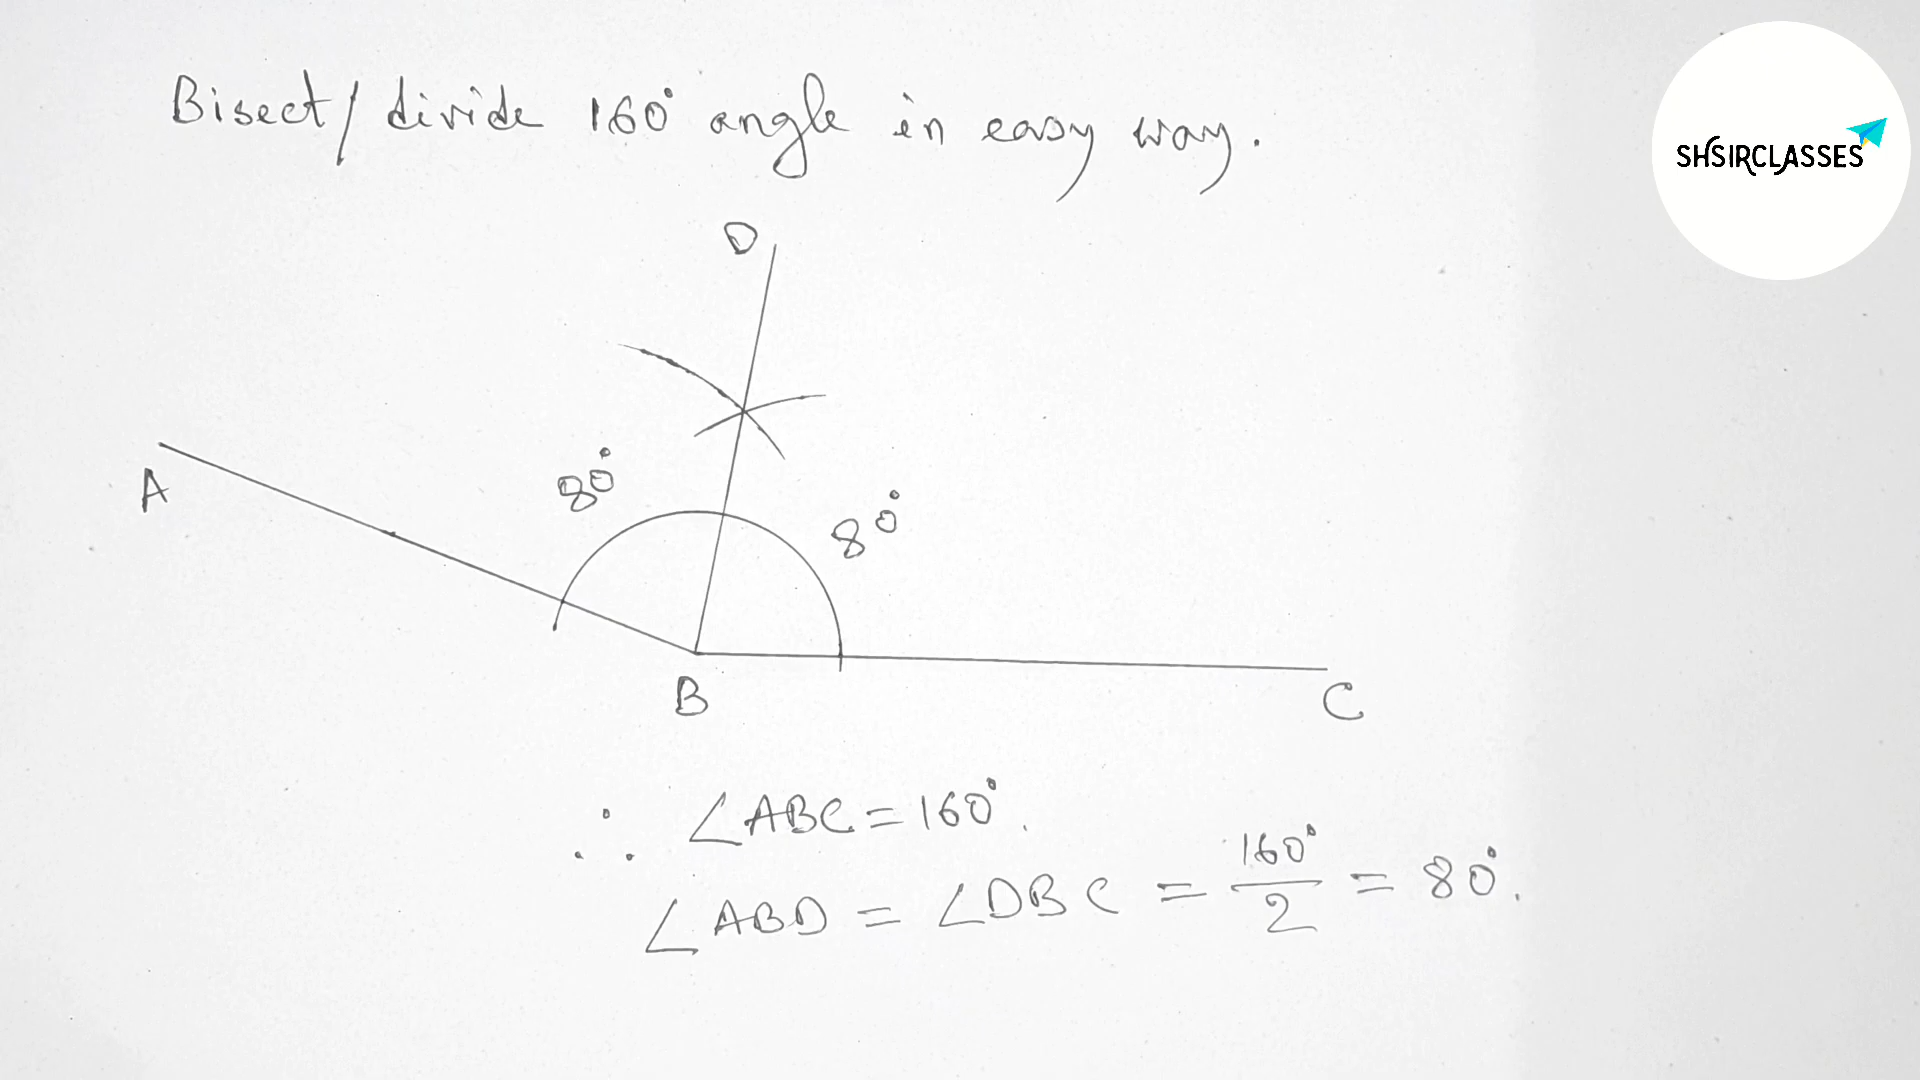 Bisect/divide 160° angle in easy way.
SHSIRCLASSES
D
A
80°
80°
B
C
∴ ∠ABC = 160°.
∠ABD = ∠DBC = 160°/2 = 80°.